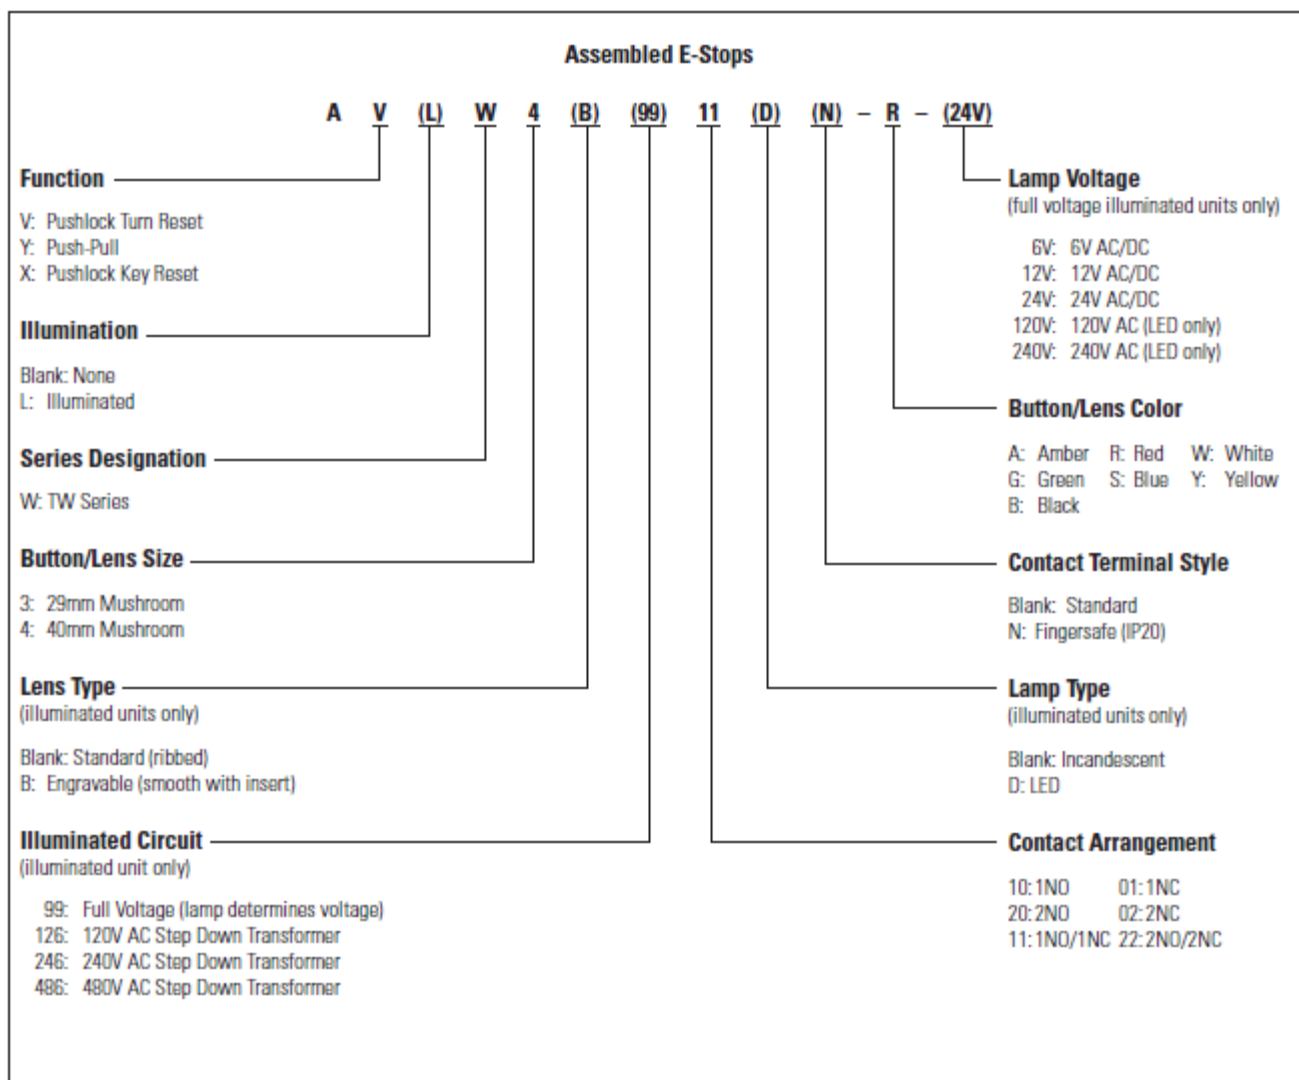 Assembled E-Stops
A V (L) W 4 (B) (99) 11 (D) (N) – R – (24V)
Function
V: Pushlock Turn Reset
Y: Push-Pull
X: Pushlock Key Reset
Illumination
Blank: None
L: Illuminated
Series Designation
W: TW Series
Button/Lens Size
3: 29mm Mushroom
4: 40mm Mushroom
Lens Type
(illuminated units only)
Blank: Standard (ribbed)
B: Engravable (smooth with insert)
Illuminated Circuit
(illuminated unit only)
99: Full Voltage (lamp determines voltage)
126: 120V AC Step Down Transformer
246: 240V AC Step Down Transformer
486: 480V AC Step Down Transformer
Lamp Voltage
(full voltage illuminated units only)
6V: 6V AC/DC
12V: 12V AC/DC
24V: 24V AC/DC
120V: 120V AC (LED only)
240V: 240V AC (LED only)
Button/Lens Color
A: Amber R: Red W: White
G: Green S: Blue Y: Yellow
B: Black
Contact Terminal Style
Blank: Standard
N: Fingersafe (IP20)
Lamp Type
(illuminated units only)
Blank: Incandescent
D: LED
Contact Arrangement
10: 1NO 01: 1NC
20: 2NO 02: 2NC
11: 1NO/1NC 22: 2NO/2NC